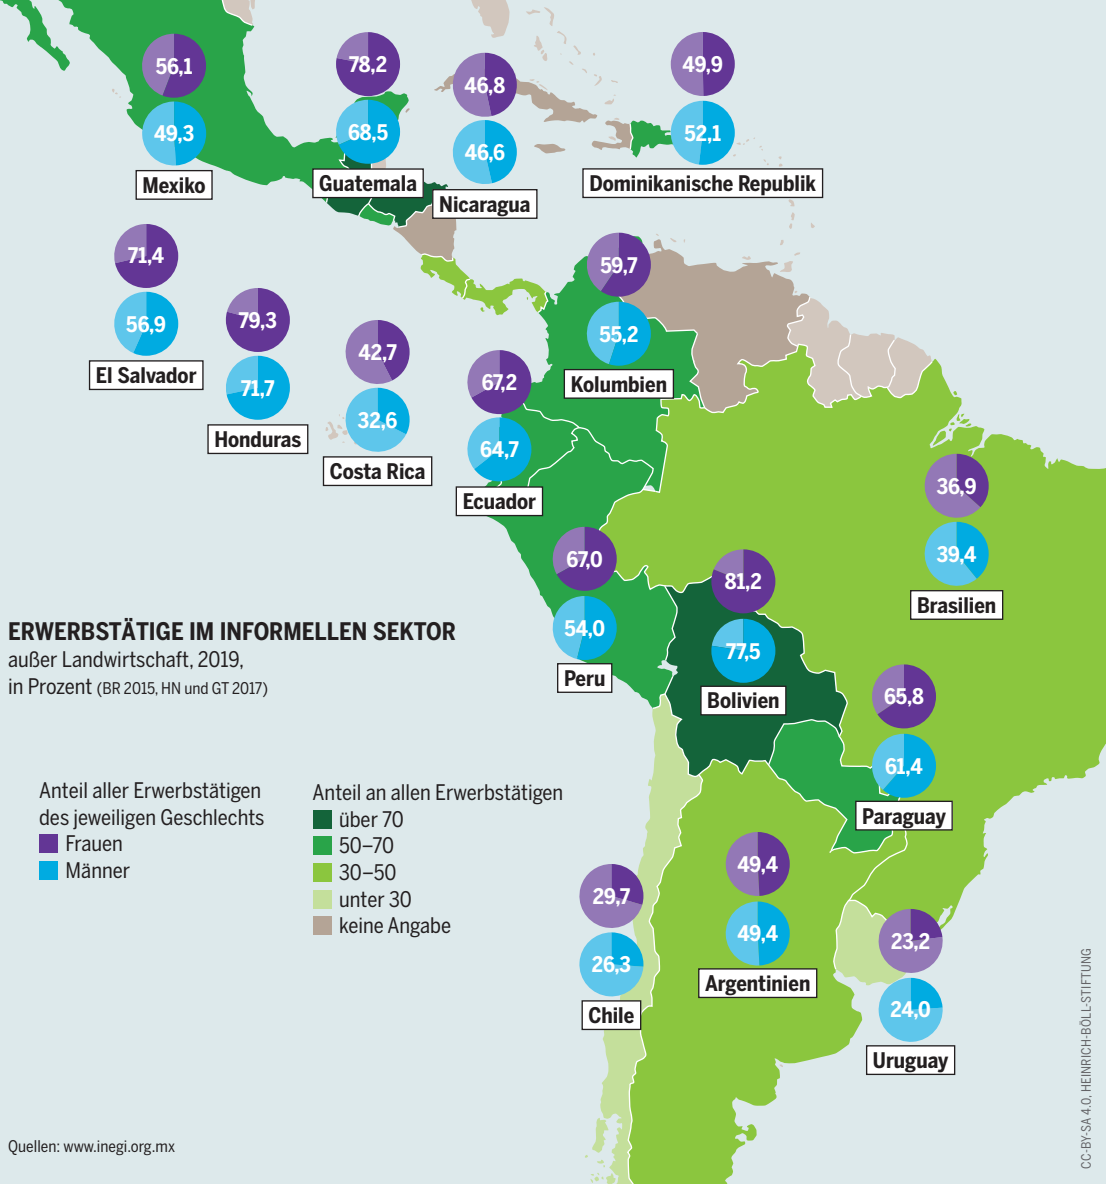 56,1
49,3
Mexiko
78,2
68,5
Guatemala
46,8
46,6
Nicaragua
49,9
52,1
Dominikanische Republik
71,4
56,9
El Salvador
79,3
71,7
Honduras
42,7
32,6
Costa Rica
59,7
55,2
Kolumbien
67,2
64,7
Ecuador
36,9
39,4
Brasilien
67,0
54,0
Peru
81,2
77,5
Bolivien
65,8
61,4
Paraguay
ERWERBSTÄTIGE IM INFORMELLEN SEKTOR
außer Landwirtschaft, 2019,
in Prozent (BR 2015, HN und GT 2017)
Anteil aller Erwerbstätigen
des jeweiligen Geschlechts
Frauen
Männer
Anteil an allen Erwerbstätigen
über 70
50–70
30–50
unter 30
keine Angabe
29,7
26,3
Chile
49,4
49,4
Argentinien
23,2
24,0
Uruguay
Quellen: www.inegi.org.mx
CC-BY-SA 4.0, HEINRICH-BÖLL-STIFTUNG